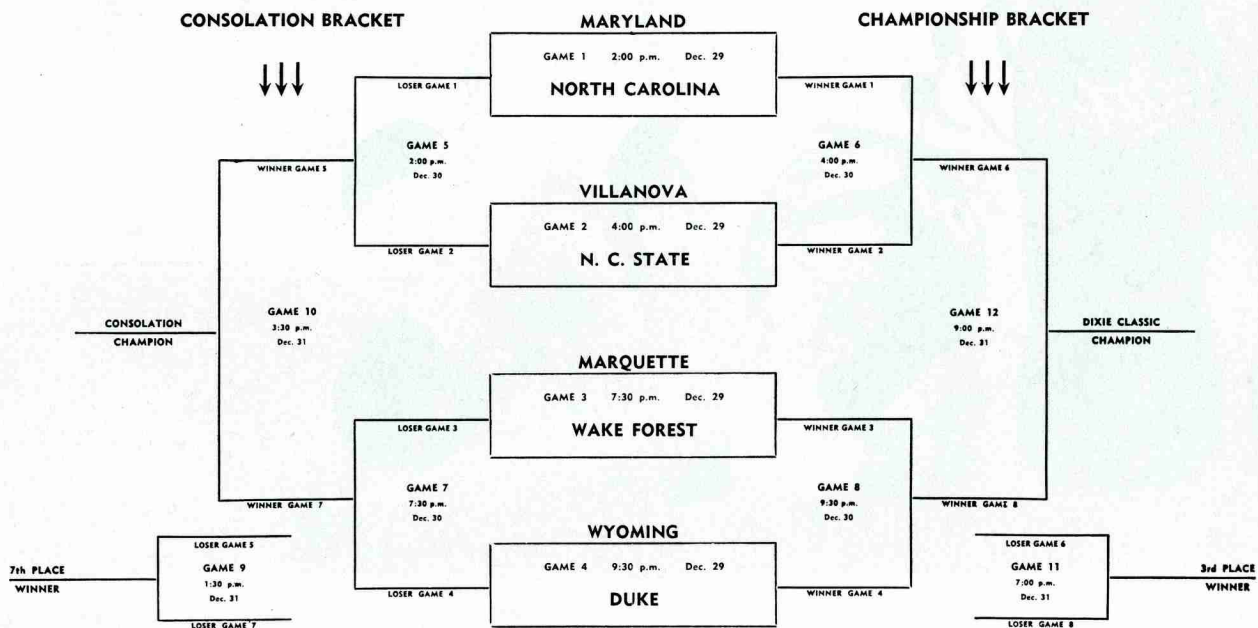 CONSOLATION BRACKET
CHAMPIONSHIP BRACKET
MARYLAND
GAME 1 2:00 p.m. Dec. 29
NORTH CAROLINA
LOSER GAME 1
WINNER GAME 1
GAME 5
2:00 p.m.
Dec. 30
GAME 6
4:00 p.m.
Dec. 30
WINNER GAME 5
WINNER GAME 6
VILLANOVA
GAME 2 4:00 p.m. Dec. 29
N. C. STATE
LOSER GAME 2
WINNER GAME 2
GAME 10
3:30 p.m.
Dec. 31
GAME 12
9:00 p.m.
Dec. 31
CONSOLATION
CHAMPION
DIXIE CLASSIC
CHAMPION
MARQUETTE
GAME 3 7:30 p.m. Dec. 29
WAKE FOREST
LOSER GAME 3
WINNER GAME 3
GAME 7
7:30 p.m.
Dec. 30
GAME 8
9:30 p.m.
Dec. 30
WINNER GAME 7
WINNER GAME 8
WYOMING
GAME 4 9:30 p.m. Dec. 29
DUKE
LOSER GAME 4
WINNER GAME 4
LOSER GAME 5
GAME 9
1:30 p.m.
Dec. 31
LOSER GAME 7
7th PLACE
WINNER
LOSER GAME 6
GAME 11
7:00 p.m.
Dec. 31
LOSER GAME 8
3rd PLACE
WINNER